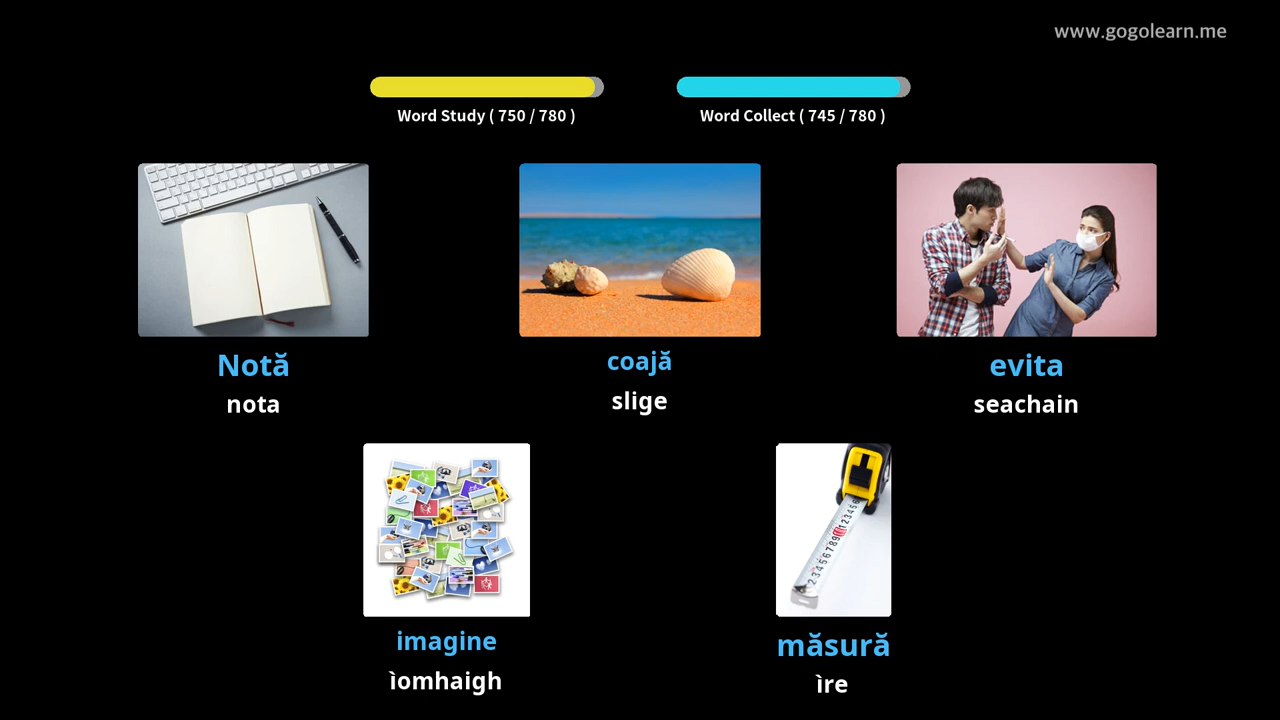 www.gogolearn.me
Word Study ( 750 / 780 )
Word Collect ( 745 / 780 )
Notă
nota
coajă
slige
evita
seachain
imagine
ìomhaigh
măsură
ìre